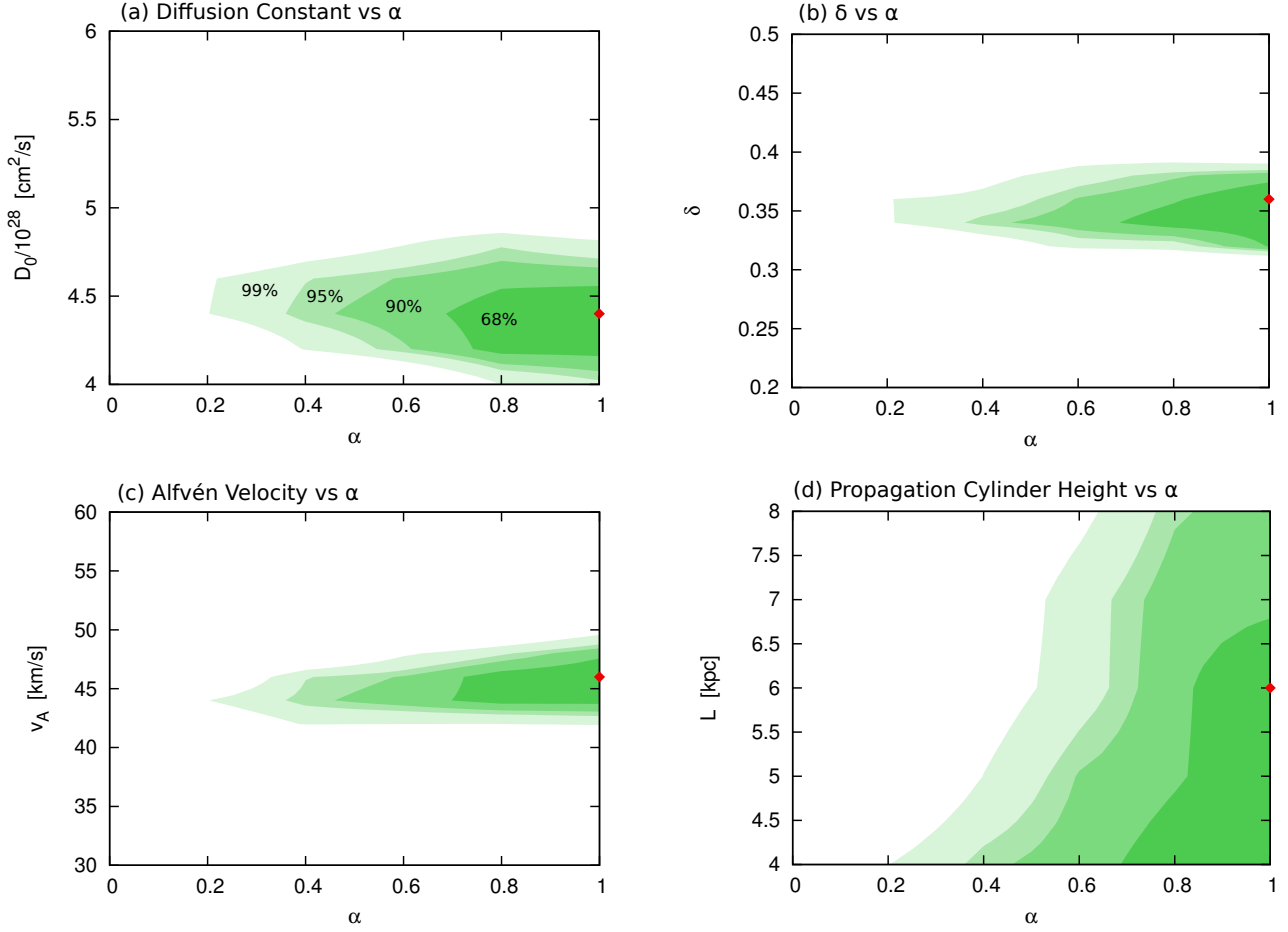 (a) Diffusion Constant vs α
6
5.5
5
4.5
4
D0/10^28 [cm^2/s]
99%
95%
90%
68%
0 0.2 0.4 0.6 0.8 1
α
(b) δ vs α
0.5
0.45
0.4
0.35
0.3
0.25
0.2
δ
0 0.2 0.4 0.6 0.8 1
α
(c) Alfvén Velocity vs α
60
55
50
45
40
35
30
vA [km/s]
0 0.2 0.4 0.6 0.8 1
α
(d) Propagation Cylinder Height vs α
8
7.5
7
6.5
6
5.5
5
4.5
4
L [kpc]
0 0.2 0.4 0.6 0.8 1
α